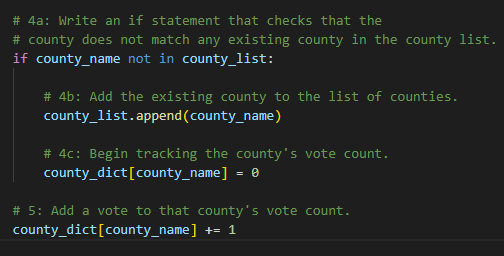 # 4a: Write an if statement that checks that the
# county does not match any existing county in the county list.
if county_name not in county_list:
# 4b: Add the existing county to the list of counties.
county_list.append(county_name)
# 4c: Begin tracking the county's vote count.
county_dict[county_name] = 0
# 5: Add a vote to that county's vote count.
county_dict[county_name] += 1